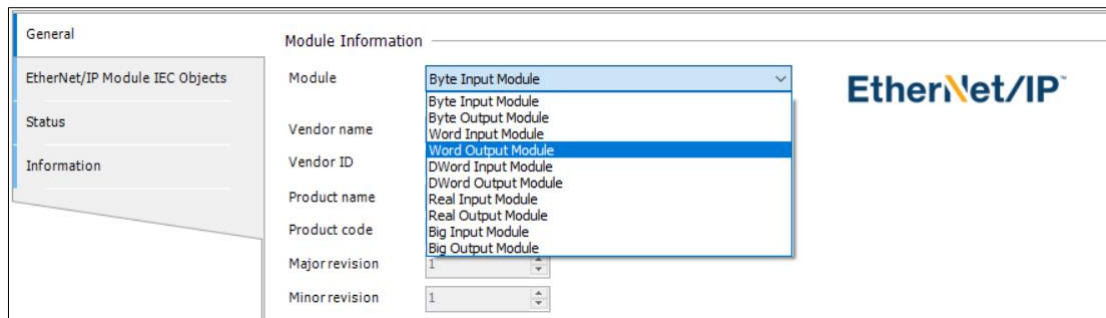 General
EtherNet/IP Module IEC Objects
Status
Information
Module Information
Module
Byte Input Module
Byte Input Module
Byte Output Module
Word Input Module
Word Output Module
DWord Input Module
DWord Output Module
Real Input Module
Real Output Module
Big Input Module
Big Output Module
Vendor name
Vendor ID
Product name
Product code
Major revision
1
Minor revision
1
EtherNet/IP™